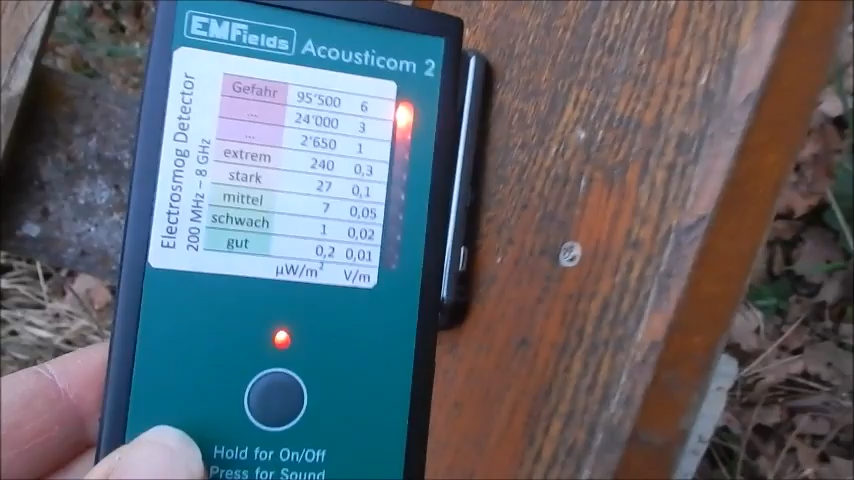 EMFields Acousticom 2
Electrosmog Detector
200 MHz – 8 GHz
Gefahr 95'500 6
... 24'000 3
... 2'650 1
extrem 240 0,3
stark 27 0,1
mittel 7 0,05
schwach 1 0,02
gut 0,2 0,01
µW/m² V/m
Hold for On/Off
Press for Sound